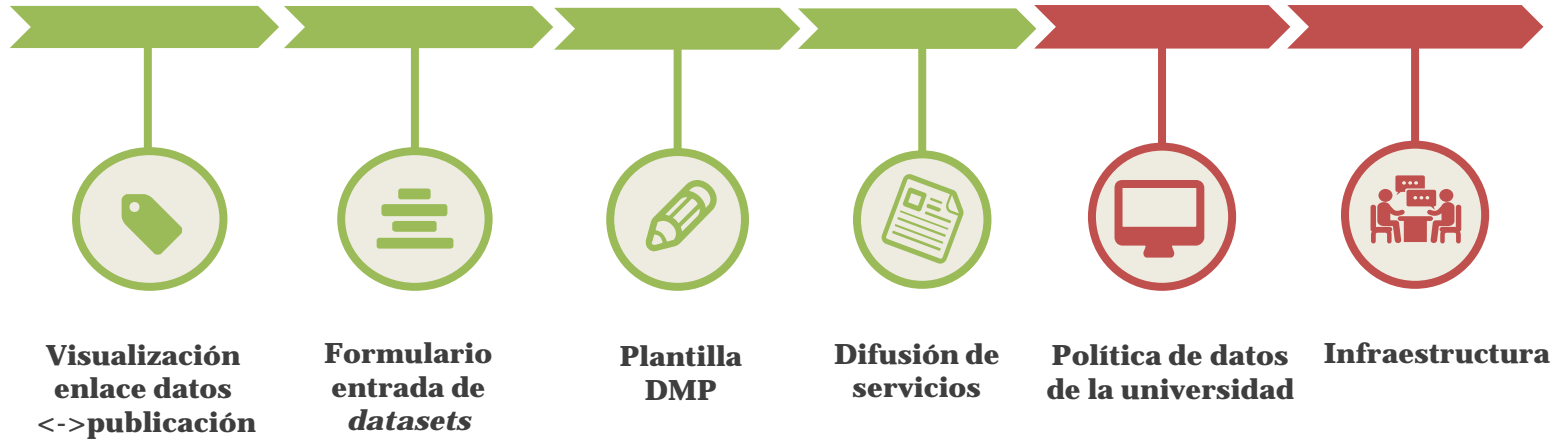 Visualización
enlace datos
<->publicación
Formulario
entrada de
datasets
Plantilla
DMP
Difusión de
servicios
Política de datos
de la universidad
Infraestructura